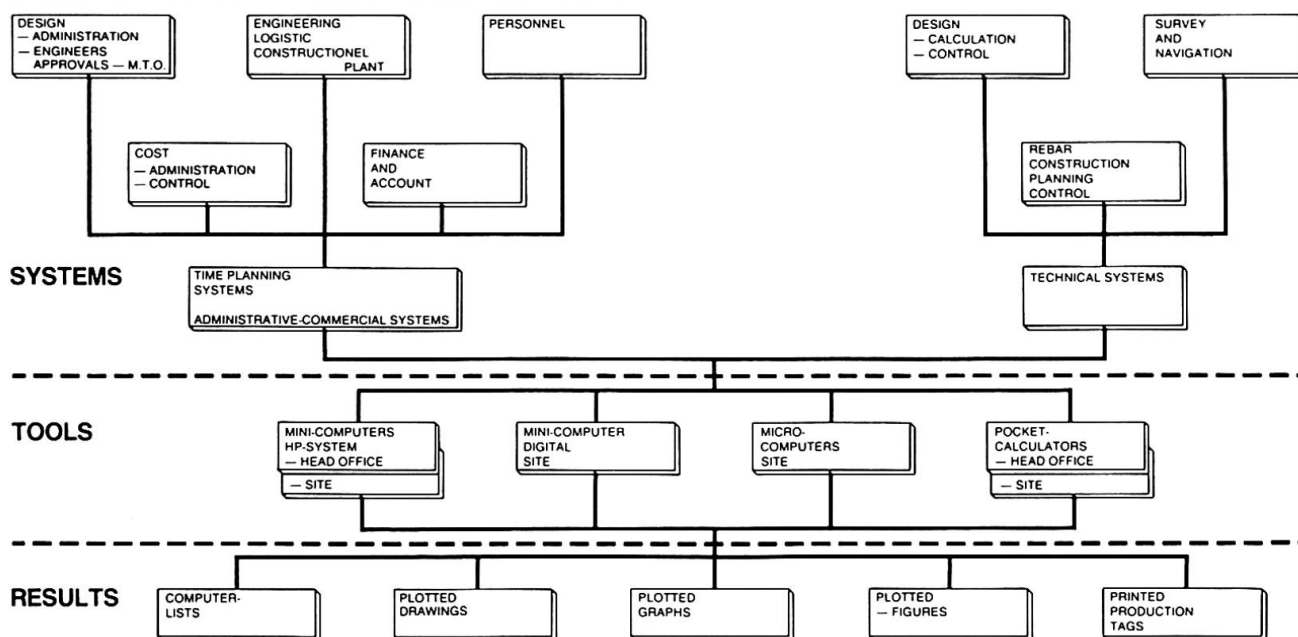 DESIGN
— ADMINISTRATION
— ENGINEERS
APPROVALS — M.T.O.
ENGINEERING
LOGISTIC
CONSTRUCTIONEL
PLANT
PERSONNEL
DESIGN
— CALCULATION
— CONTROL
SURVEY
AND
NAVIGATION
COST
— ADMINISTRATION
— CONTROL
FINANCE
AND
ACCOUNT
REBAR
CONSTRUCTION
PLANNING
CONTROL
SYSTEMS
TIME PLANNING
SYSTEMS
ADMINISTRATIVE-COMMERCIAL SYSTEMS
TECHNICAL SYSTEMS
TOOLS
MINI-COMPUTERS
HP-SYSTEM
— HEAD OFFICE
— SITE
MINI-COMPUTER
DIGITAL
SITE
MICRO-
COMPUTERS
SITE
POCKET-
CALCULATORS
— HEAD OFFICE
— SITE
RESULTS
COMPUTER-
LISTS
PLOTTED
DRAWINGS
PLOTTED
GRAPHS
PLOTTED
— FIGURES
PRINTED
PRODUCTION
TAGS